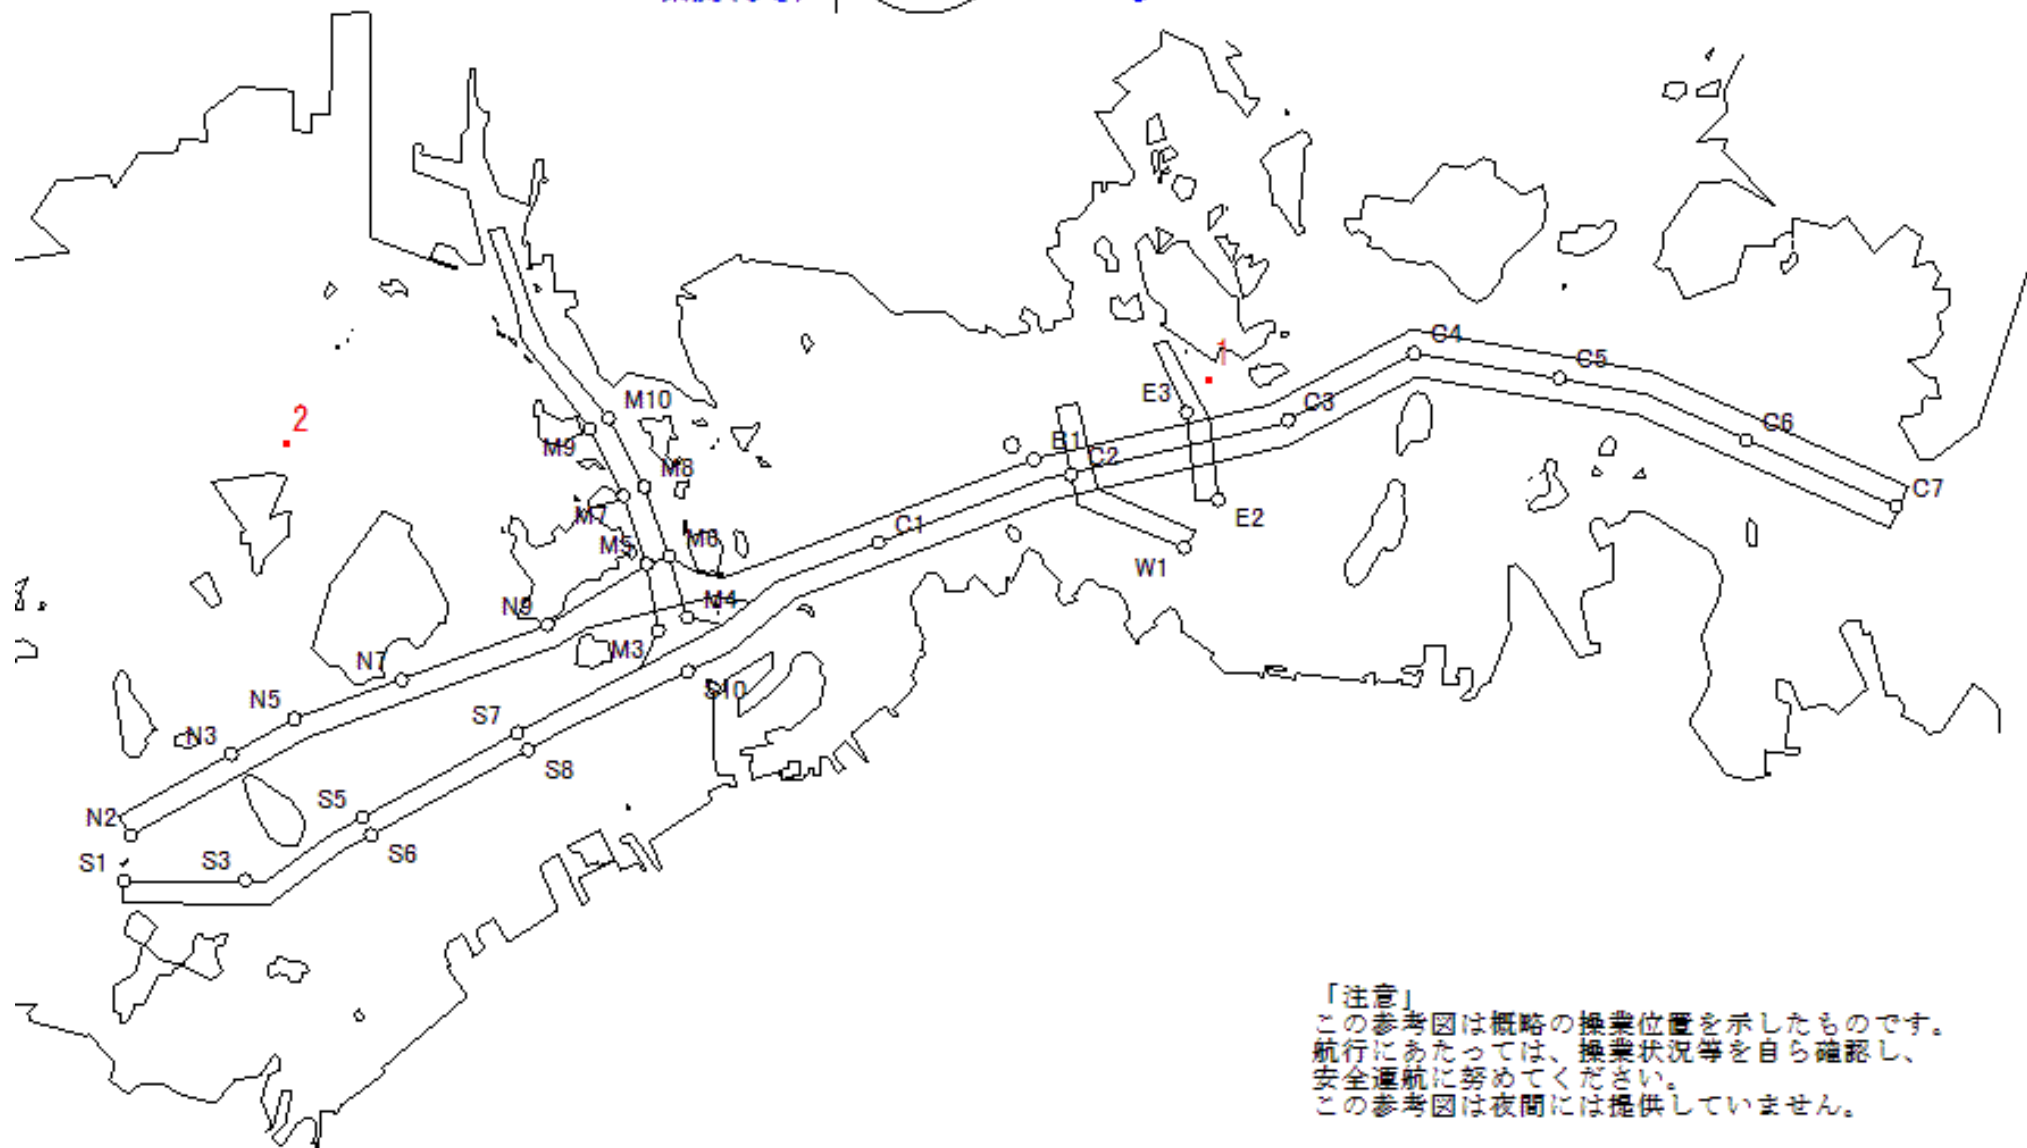 1
2
C4
C5
C6
C7
E3
C3
M10
B1
C2
M9
M8
E2
M7
C1
M5
M6
W1
M4
N9
M3
N7
S10
N5
S7
N3
S8
S5
N2
S6
S1
S3
「注意」
この参考図は概略の操業位置を示したものです。
航行にあたっては、操業状況等を自ら確認し、
安全運航に努めてください。
この参考図は夜間には提供していません。